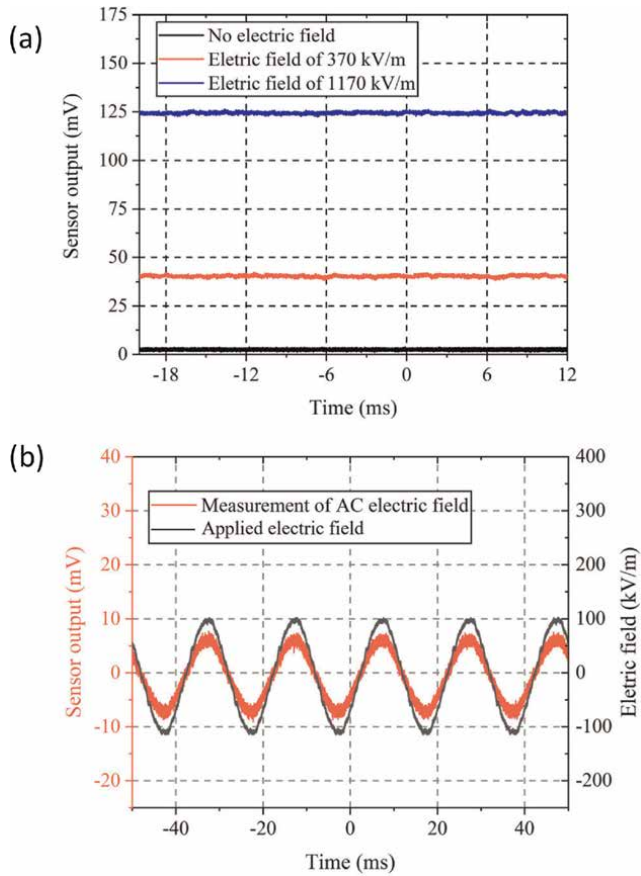 (a)
175
150
125
100
75
50
25
0
Sensor output (mV)
No electric field
Eletric field of 370 kV/m
Eletric field of 1170 kV/m
-18 -12 -6 0 6 12
Time (ms)
(b)
40
30
20
10
0
-10
-20
Sensor output (mV)
Measurement of AC electric field
Applied electric field
400
300
200
100
0
-100
-200
Eletric field (kV/m)
-40 -20 0 20 40
Time (ms)